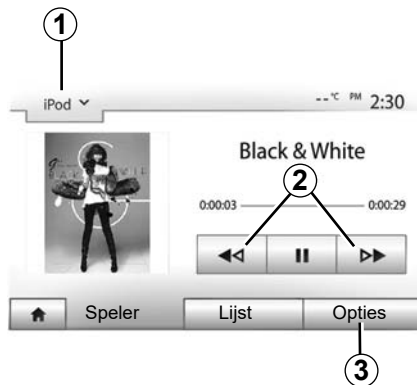 1
iPod
--°C PM 2:30
Black & White
2
0:00:03 0:00:29
Speler Lijst Opties
3